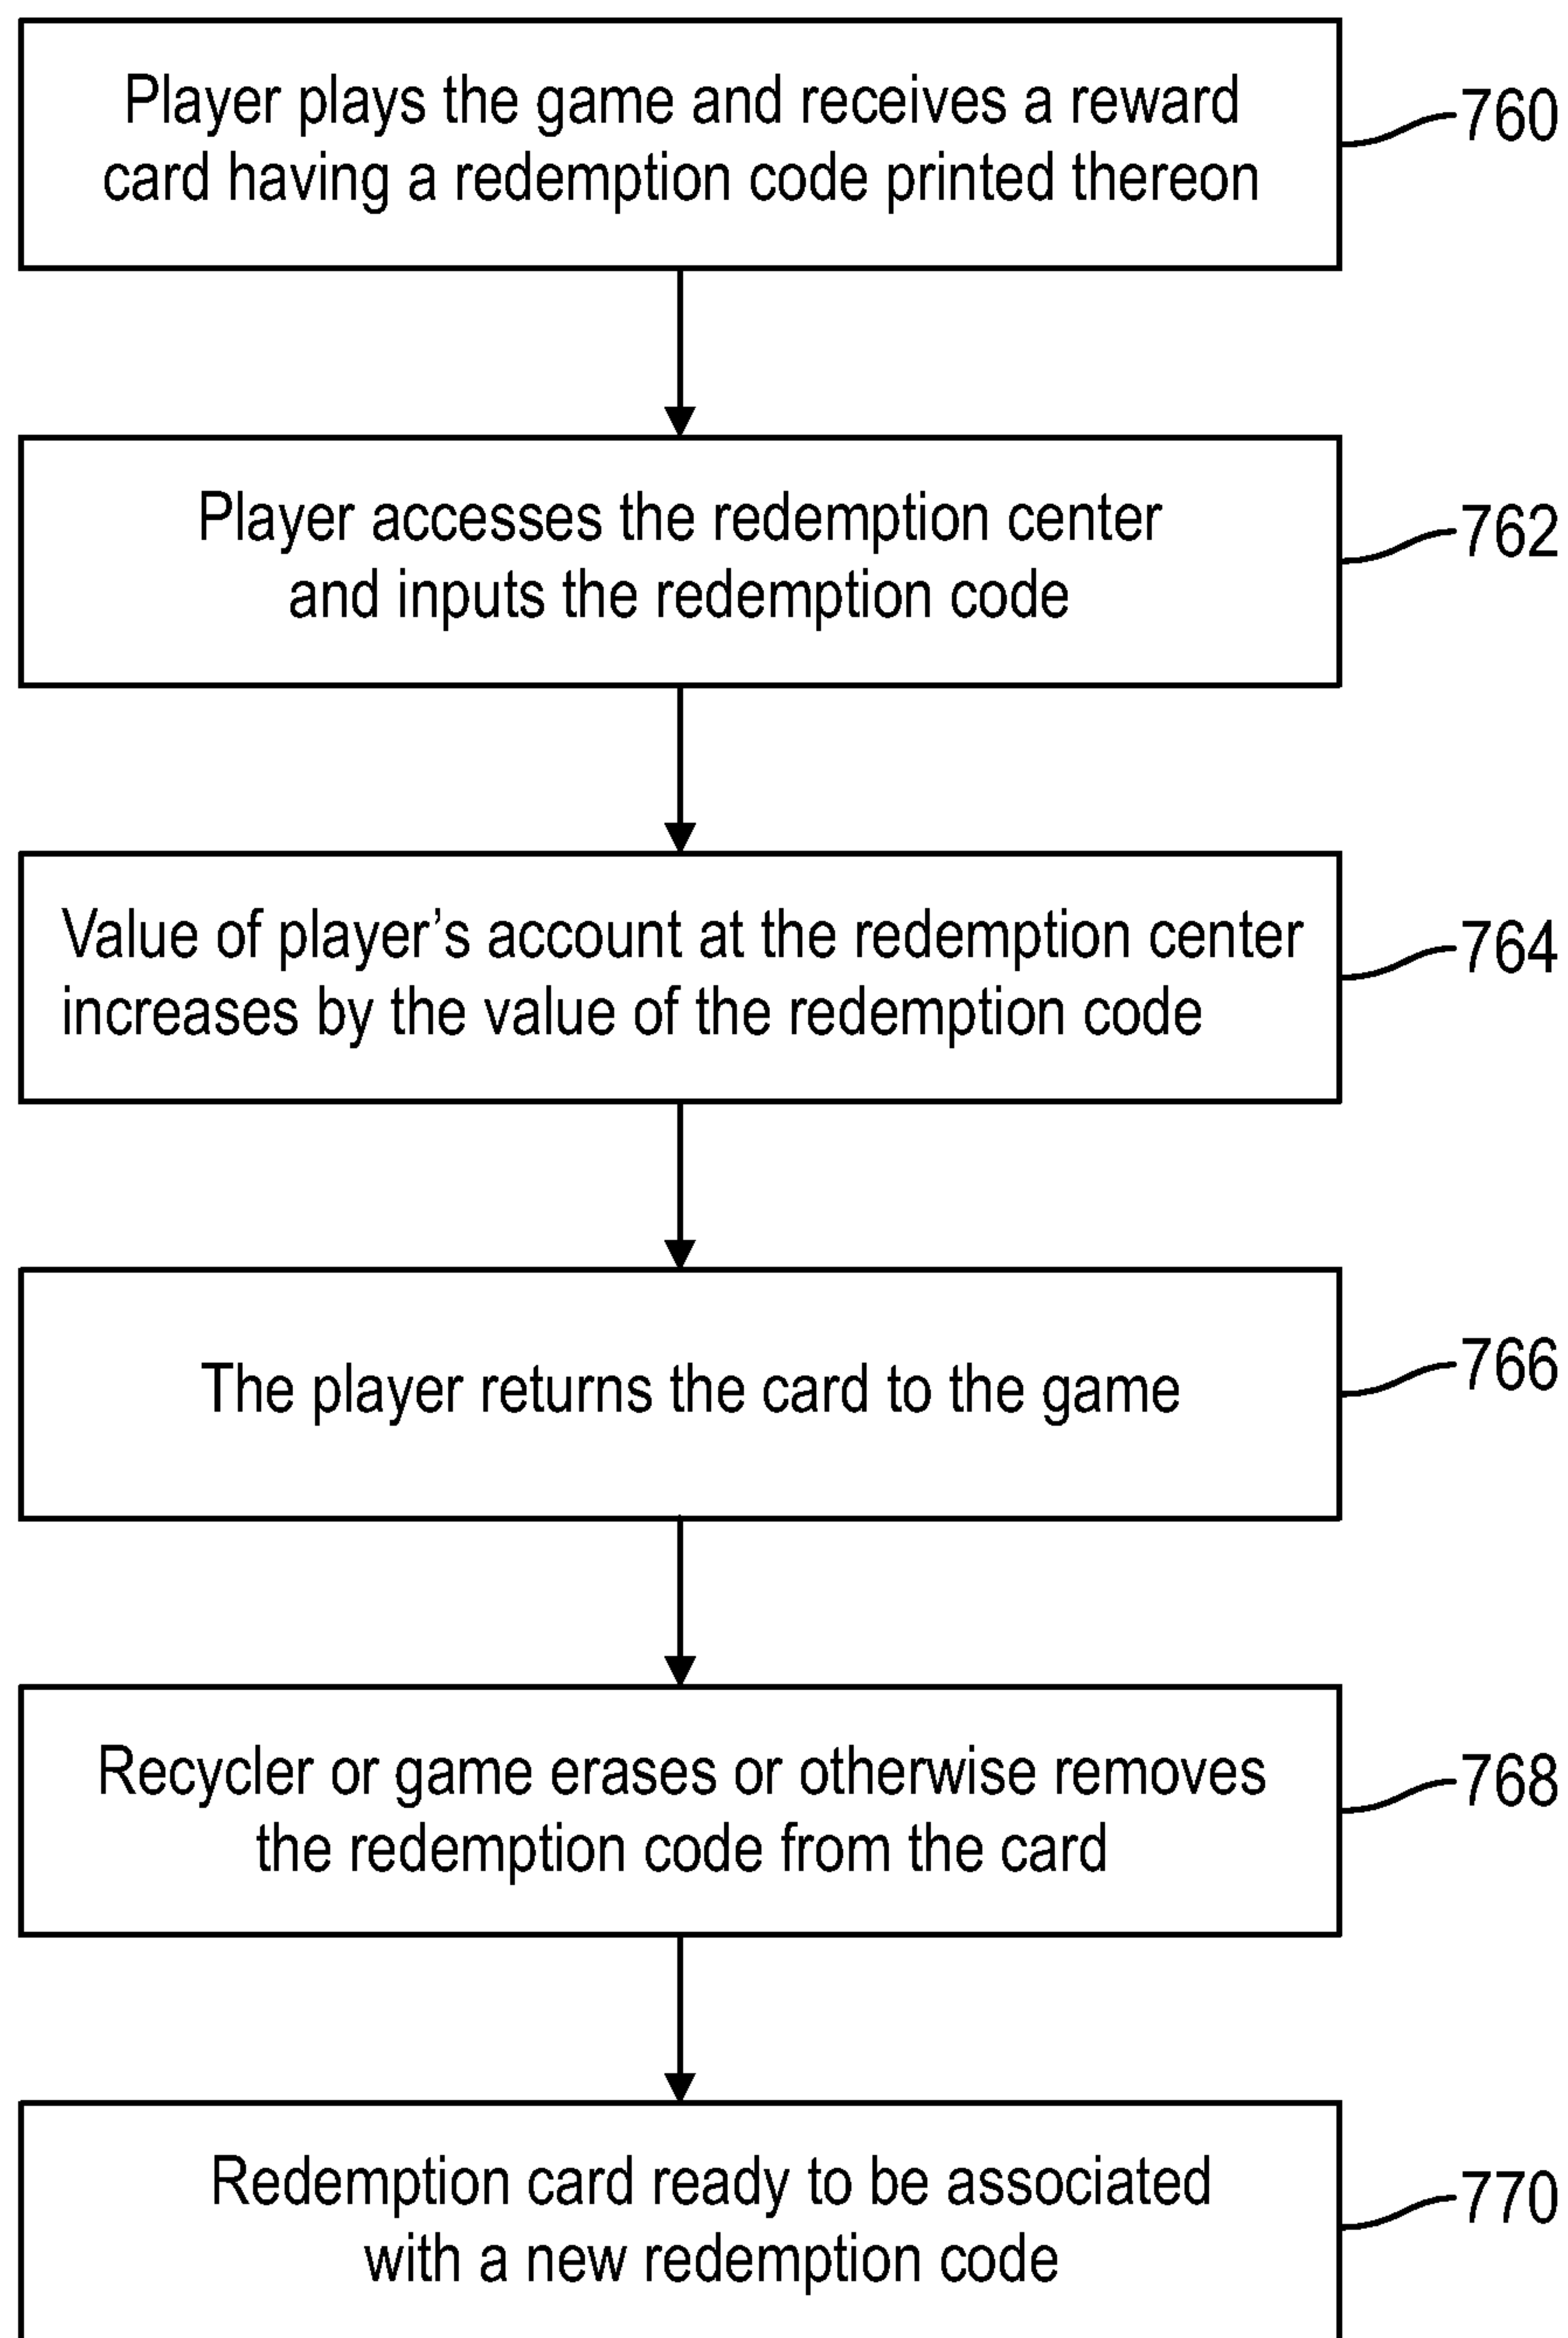 Player plays the game and receives a reward
card having a redemption code printed thereon
760
Player accesses the redemption center
and inputs the redemption code
762
Value of player’s account at the redemption center
increases by the value of the redemption code
764
The player returns the card to the game
766
Recycler or game erases or otherwise removes
the redemption code from the card
768
Redemption card ready to be associated
with a new redemption code
770